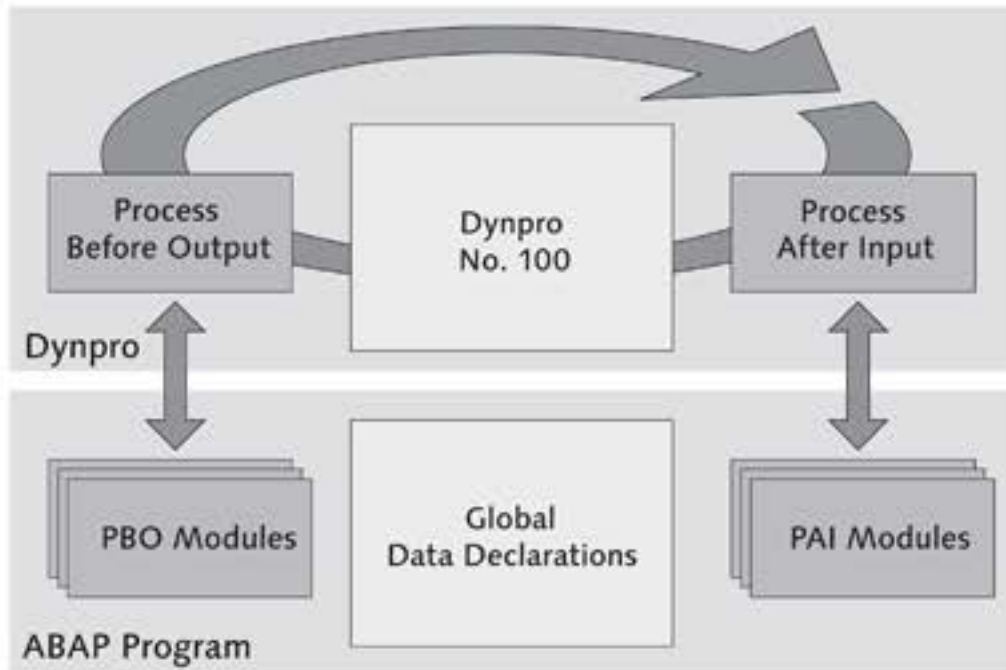 Process
Before Output
Dynpro
No. 100
Process
After Input
Dynpro
PBO Modules
Global
Data Declarations
PAI Modules
ABAP Program